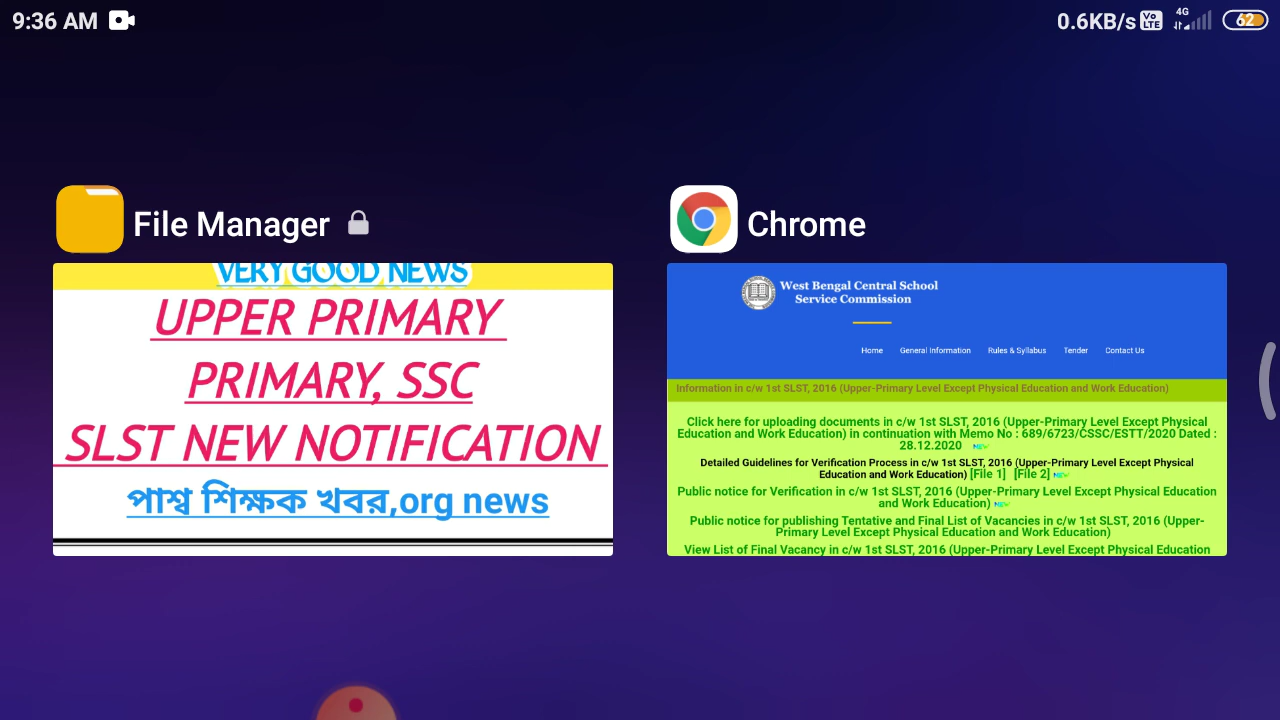 9:36 AM
0.6KB/s Vo LTE 4G 62
File Manager
VERY GOOD NEWS
UPPER PRIMARY
PRIMARY, SSC
SLST NEW NOTIFICATION
পার্শ্ব শিক্ষক খবর,org news
Chrome
West Bengal Central School
Service Commission
Home General Information Rules & Syllabus Tender Contact Us
Information in c/w 1st SLST, 2016 (Upper-Primary Level Except Physical Education and Work Education)
Click here for uploading documents in c/w 1st SLST, 2016 (Upper-Primary Level Except Physical
Education and Work Education) in continuation with Memo No : 689/6723/CSSC/ESTT/2020 Dated :
28.12.2020 NEW
Detailed Guidelines for Verification Process in c/w 1st SLST, 2016 (Upper-Primary Level Except Physical
Education and Work Education) [File 1] [File 2] NEW
Public notice for Verification in c/w 1st SLST, 2016 (Upper-Primary Level Except Physical Education
and Work Education) NEW
Public notice for publishing Tentative and Final List of Vacancies in c/w 1st SLST, 2016 (Upper-
Primary Level Except Physical Education and Work Education)
View List of Final Vacancy in c/w 1st SLST, 2016 (Upper-Primary Level Except Physical Education